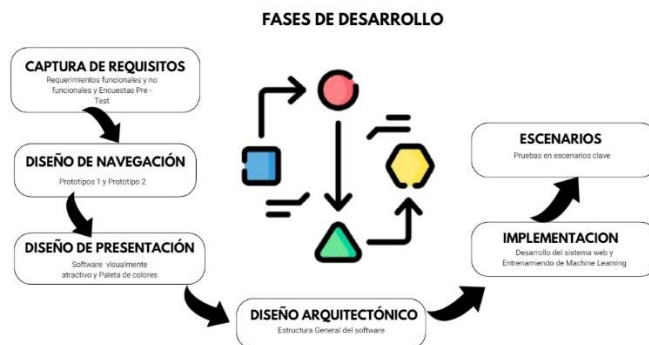 FASES DE DESARROLLO
CAPTURA DE REQUISITOS
Requerimientos funcionales y no
funcionales y Encuestas Pre -
Test
DISEÑO DE NAVEGACIÓN
Prototipos 1 y Prototipo 2
DISEÑO DE PRESENTACIÓN
Software visualmente
atractivo y Paleta de colores
DISEÑO ARQUITECTÓNICO
Estructura General del software
IMPLEMENTACION
Desarrollo del sistema web y
Entrenamiendo de Machine Learning
ESCENARIOS
Pruebas en escenarios clave